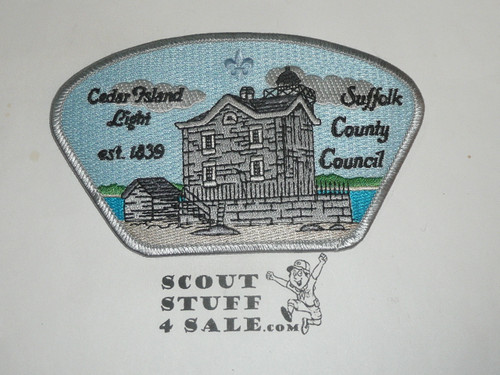 Cedar Island
Light
est. 1839
Suffolk
County
Council
SCOUT
STUFF
4 SALE.COM